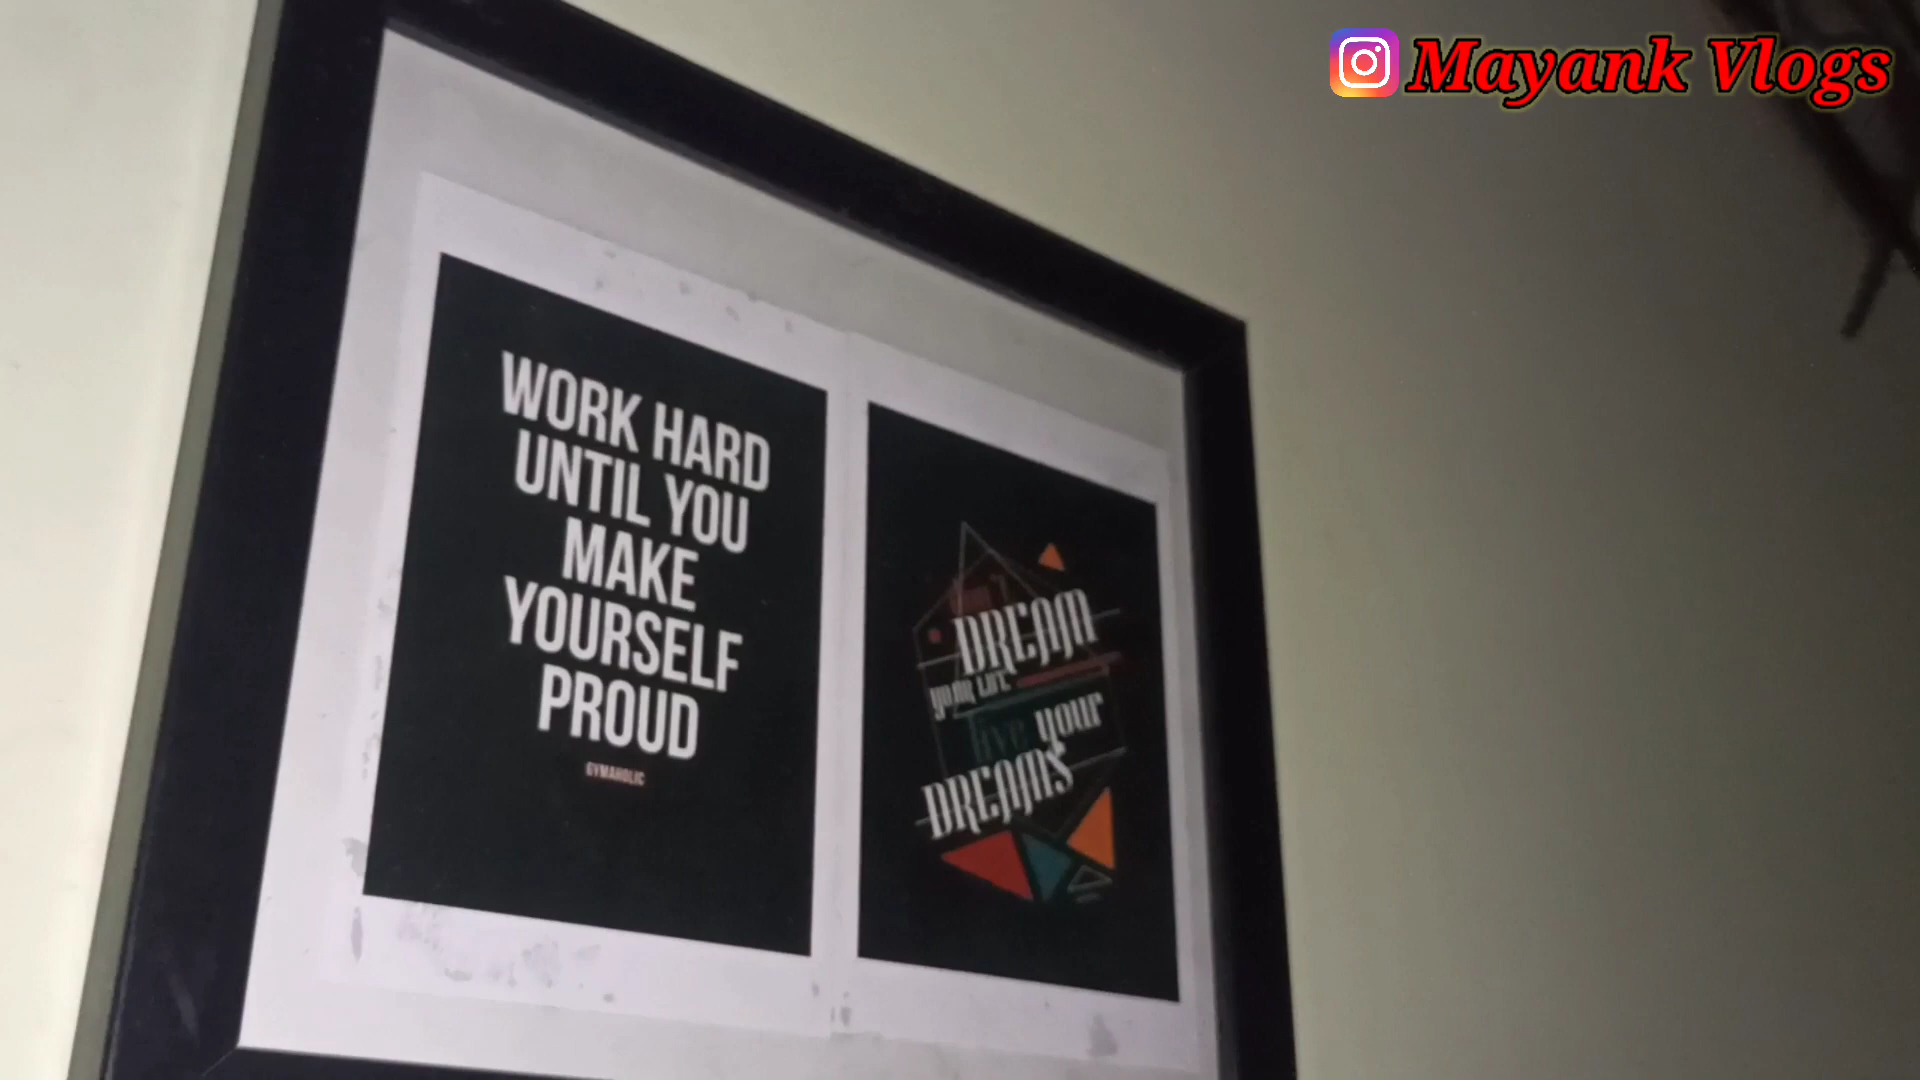 Mayank Vlogs
WORK HARD
UNTIL YOU
MAKE
YOURSELF
PROUD
GYMAHOLIC
DREAM
your life
live your
DREAMS